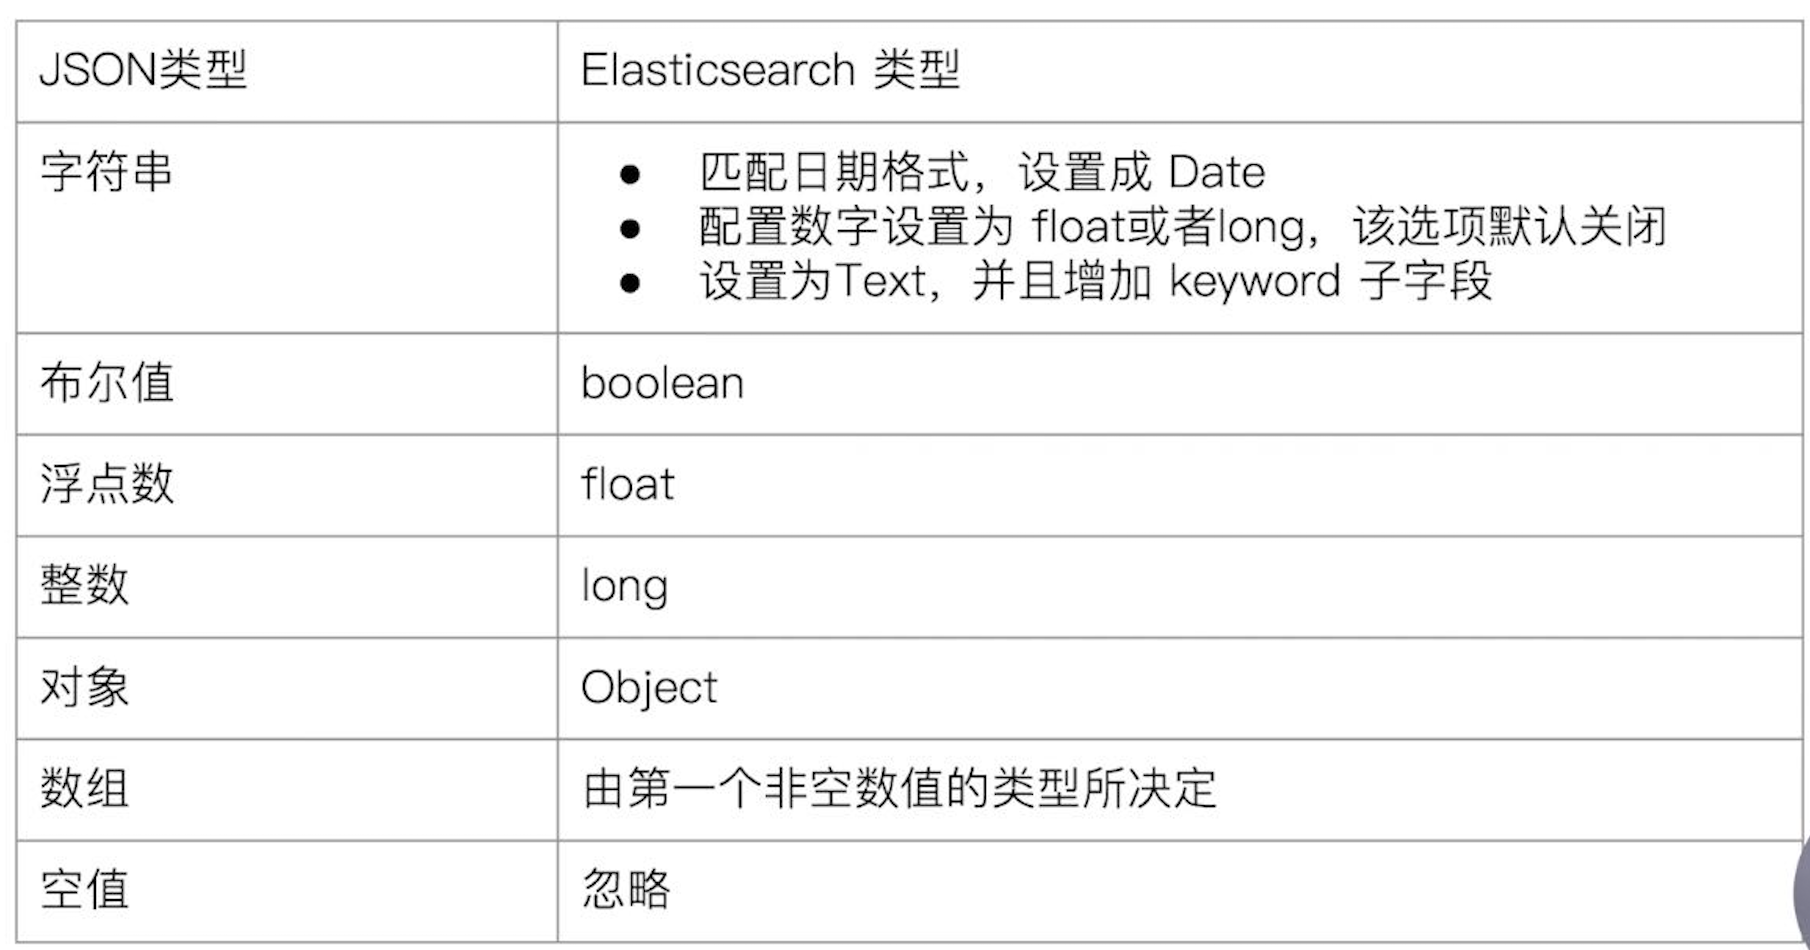 JSON类型
Elasticsearch 类型
字符串
● 匹配日期格式，设置成 Date
● 配置数字设置为 float或者long，该选项默认关闭
● 设置为Text，并且增加 keyword 子字段
布尔值
boolean
浮点数
float
整数
long
对象
Object
数组
由第一个非空数值的类型所决定
空值
忽略